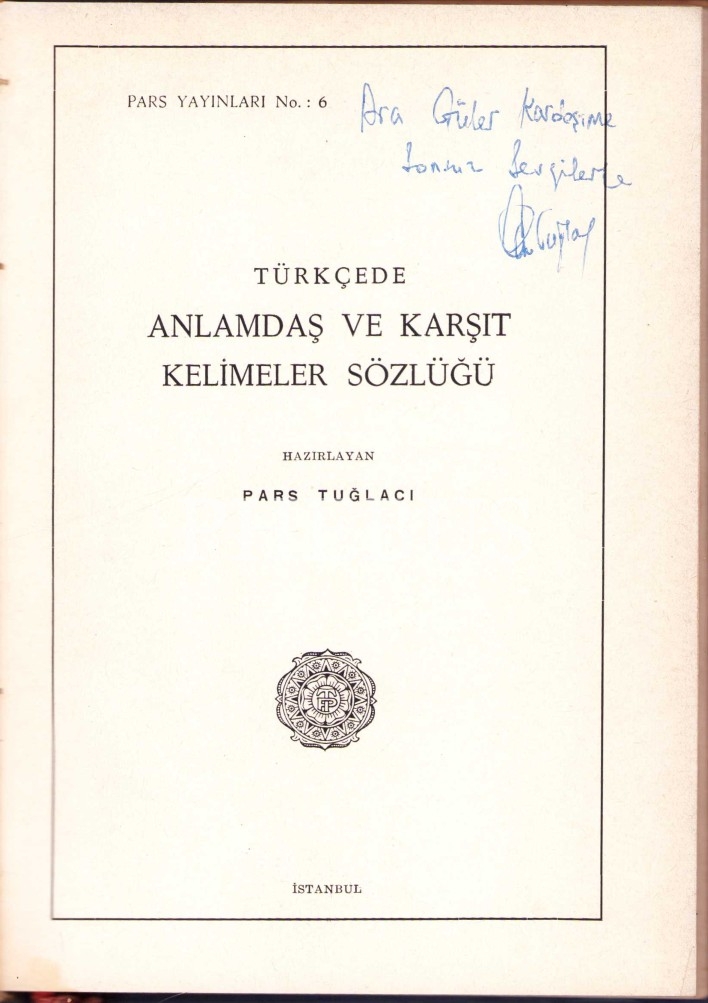 PARS YAYINLARI No. : 6
Ara Güler Kardeşime
Sonsuz Sevgilerle
TÜRKÇEDE
ANLAMDAŞ VE KARŞIT
KELİMELER SÖZLÜĞÜ
HAZIRLAYAN
PARS TUĞLACI
İSTANBUL